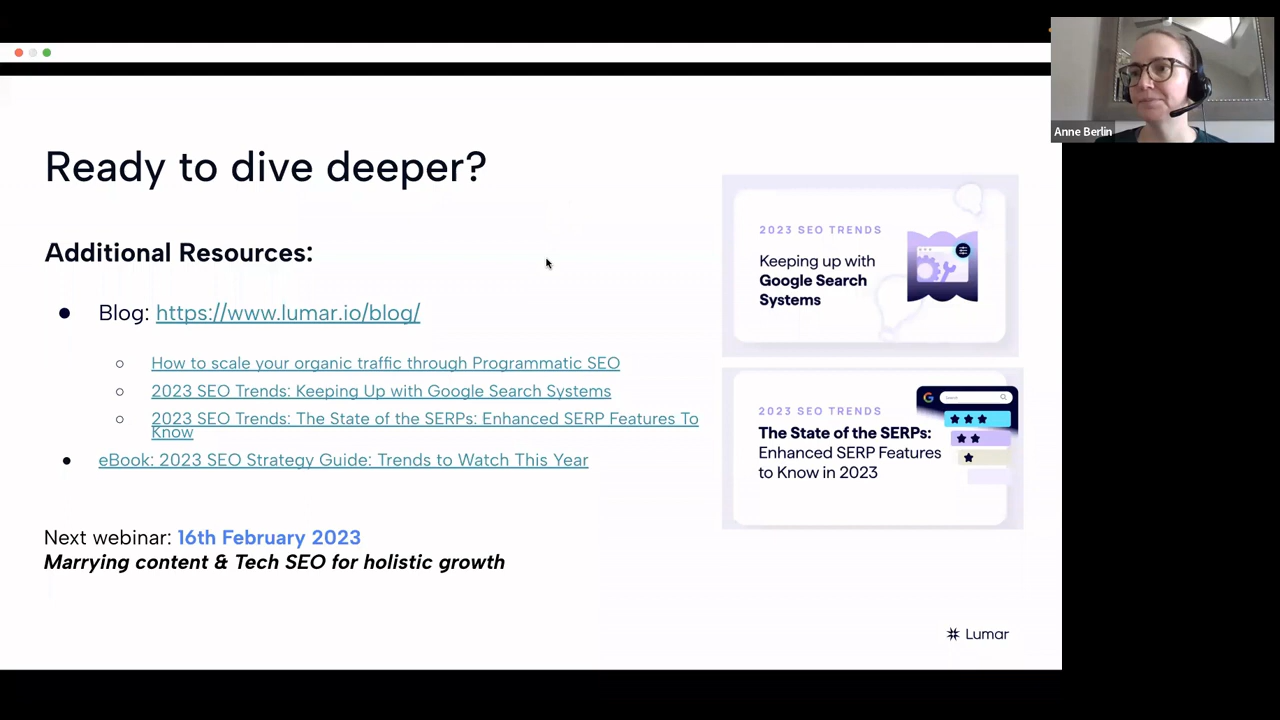 Anne Berlin
Ready to dive deeper?
Additional Resources:
Blog: https://www.lumar.io/blog/
How to scale your organic traffic through Programmatic SEO
2023 SEO Trends: Keeping Up with Google Search Systems
2023 SEO Trends: The State of the SERPs: Enhanced SERP Features To
Know
eBook: 2023 SEO Strategy Guide: Trends to Watch This Year
Next webinar: 16th February 2023
Marrying content & Tech SEO for holistic growth
2023 SEO TRENDS
Keeping up with
Google Search
Systems
2023 SEO TRENDS
The State of the SERPs:
Enhanced SERP Features
to Know in 2023
G
Lumar